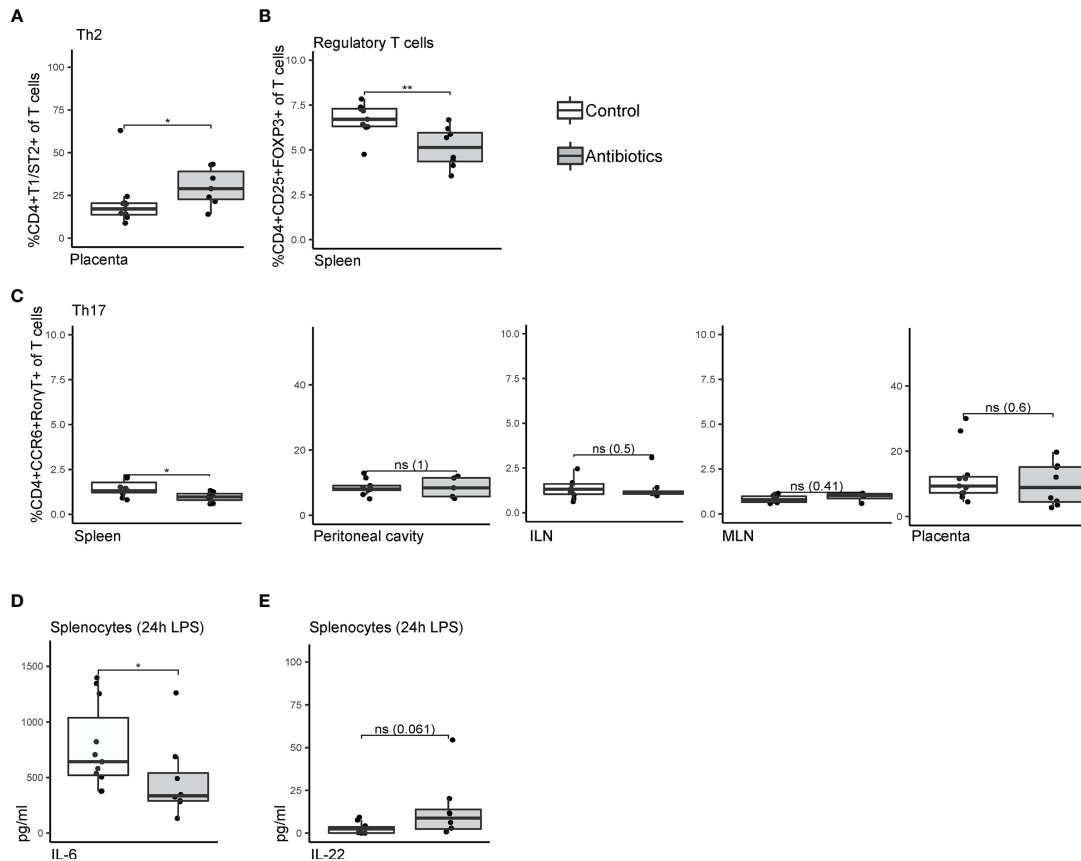 A
Th2
%CD4+T1/ST2+ of T cells
100
75
50
25
0
*
Placenta
B
Regulatory T cells
%CD4+CD25+FOXP3+ of T cells
10.0
7.5
5.0
2.5
0.0
**
Spleen
Control
Antibiotics
C
Th17
%CD4+CCR6+RorγT+ of T cells
10.0
7.5
5.0
2.5
0.0
*
Spleen
40
20
0
ns (1)
Peritoneal cavity
10.0
7.5
5.0
2.5
0.0
ns (0.5)
ILN
10.0
7.5
5.0
2.5
0.0
ns (0.41)
MLN
40
20
0
ns (0.6)
Placenta
D
Splenocytes (24h LPS)
pg/ml
1500
1000
500
0
*
IL-6
E
Splenocytes (24h LPS)
pg/ml
100
75
50
25
0
ns (0.061)
IL-22